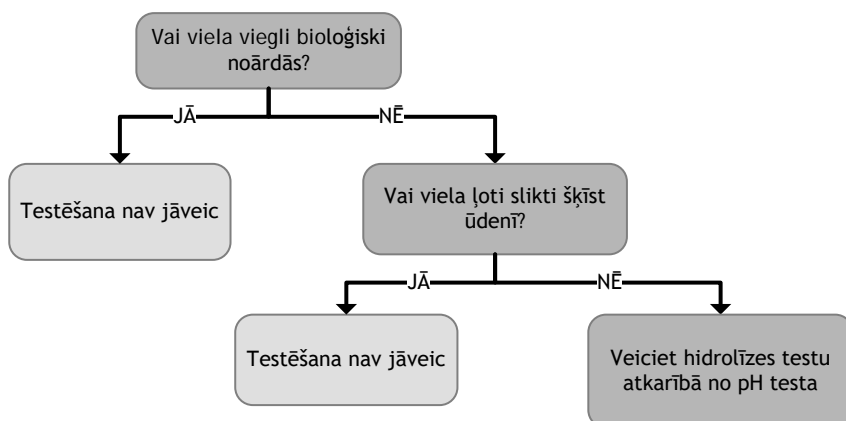 Vai viela viegli bioloģiski
noārdās?
JĀ
NĒ
Testēšana nav jāveic
Vai viela ļoti slikti šķīst
ūdenī?
JĀ
NĒ
Testēšana nav jāveic
Veiciet hidrolīzes testu
atkarībā no pH testa